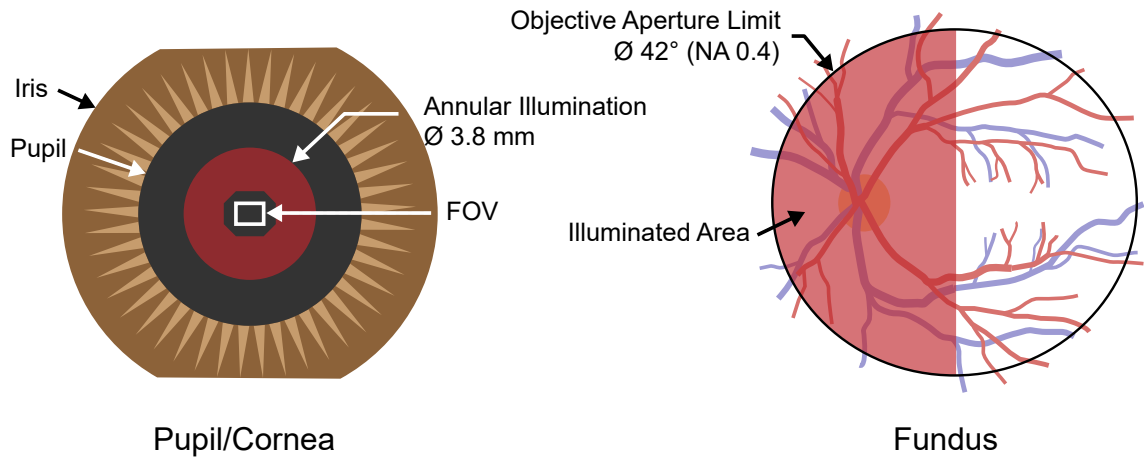 Iris
Pupil
Annular Illumination
Ø 3.8 mm
FOV
Pupil/Cornea
Objective Aperture Limit
Ø 42° (NA 0.4)
Illuminated Area
Fundus